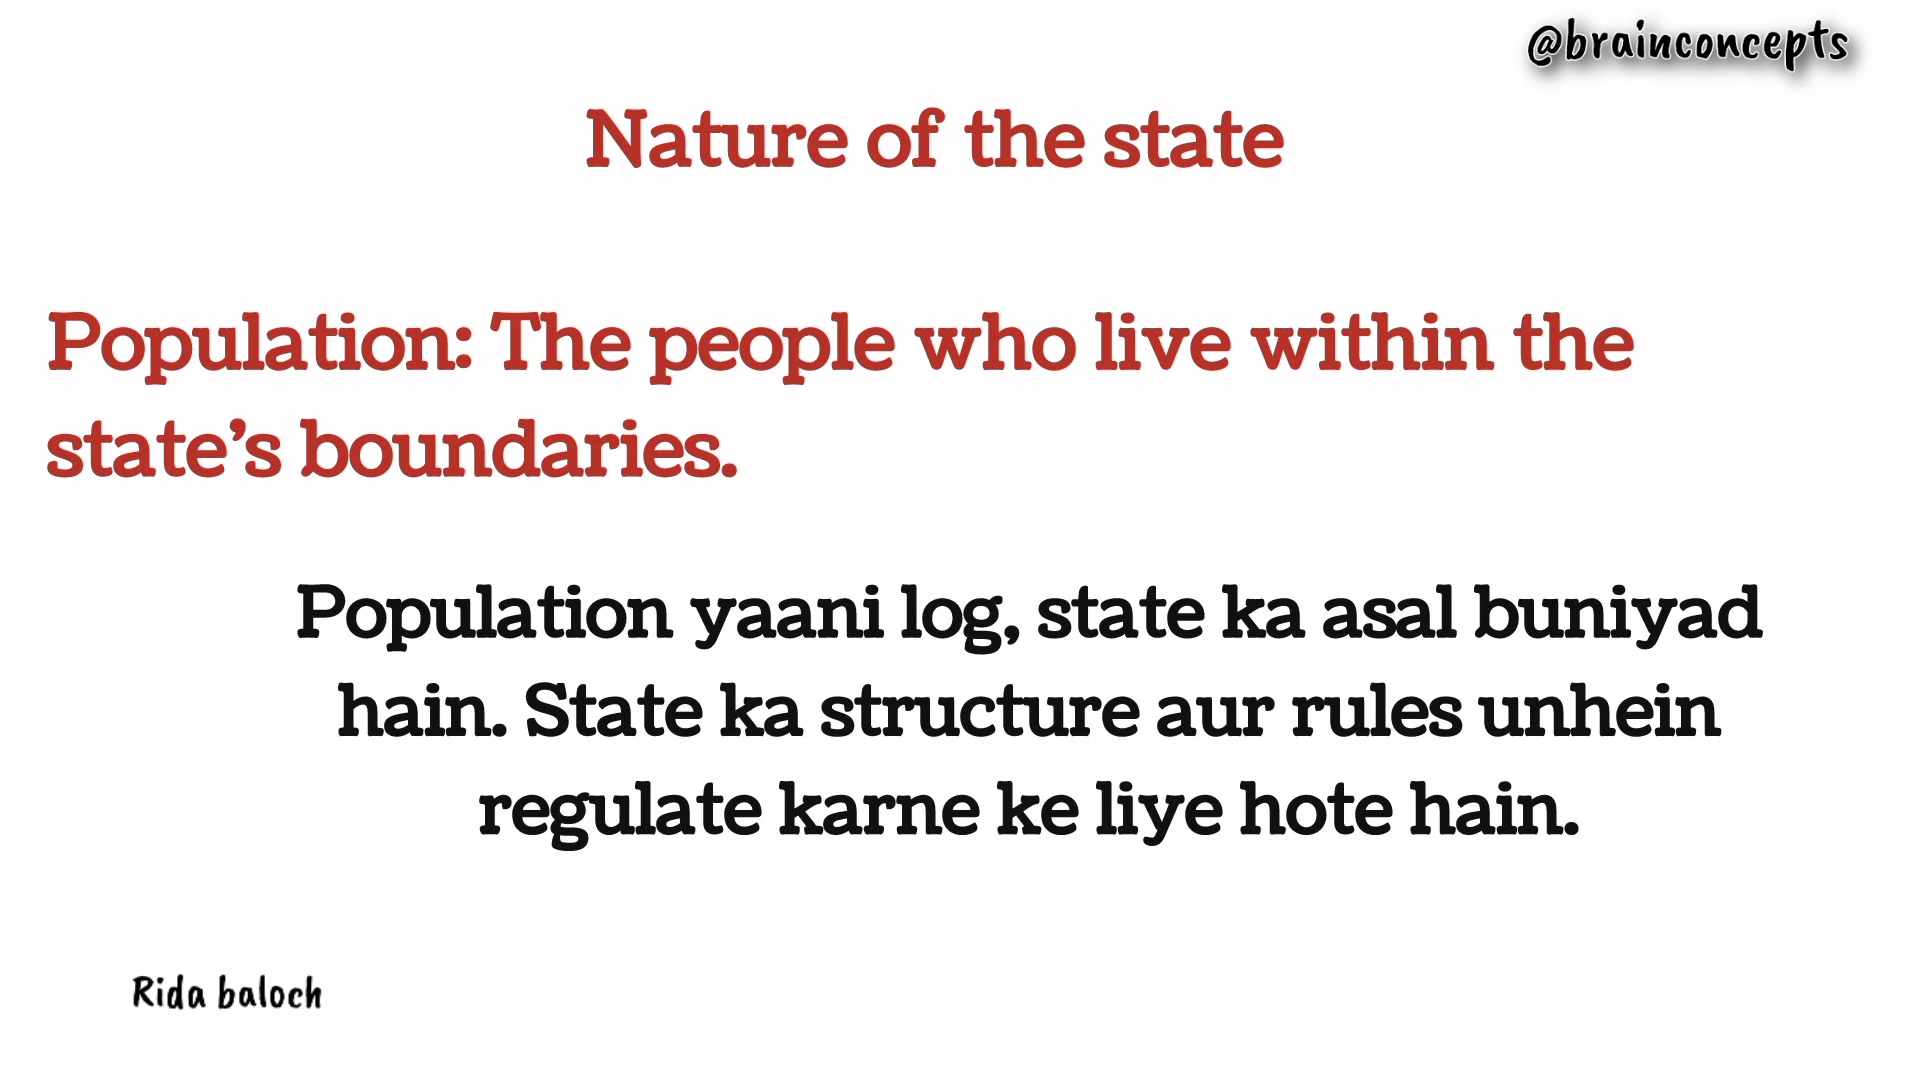 @brainconcepts
Nature of the state
Population: The people who live within the
state’s boundaries.
Population yaani log, state ka asal buniyad
hain. State ka structure aur rules unhein
regulate karne ke liye hote hain.
Rida baloch